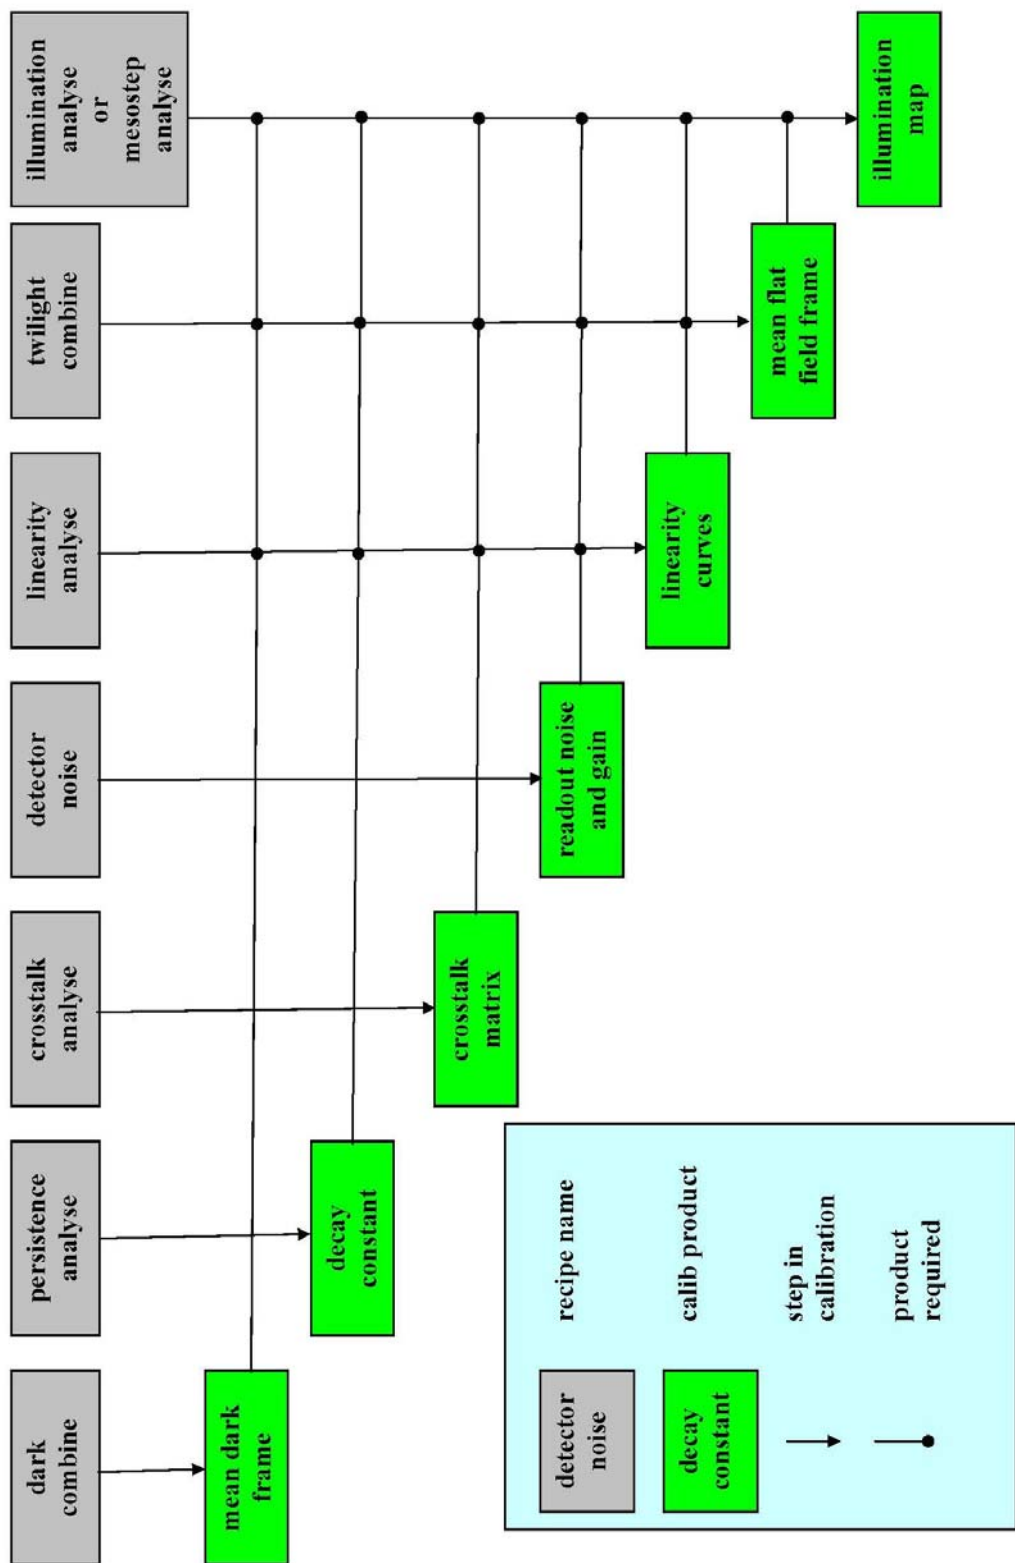 dark
combine
persistence
analyse
crosstalk
analyse
detector
noise
linearity
analyse
twilight
combine
illumination
analyse
or
mesostep
analyse
mean dark
frame
decay
constant
crosstalk
matrix
readout noise
and gain
linearity
curves
mean flat
field frame
illumination
map
detector
noise
recipe name
decay
constant
calib product
step in
calibration
product
required